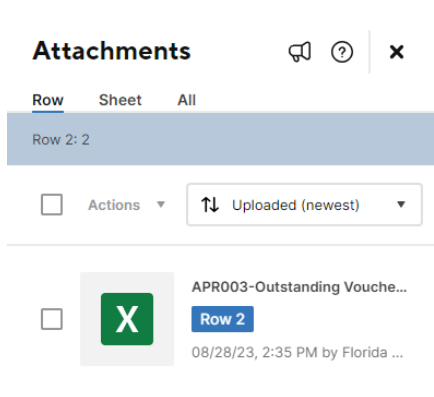 Attachments
Row Sheet All
Row 2: 2
Actions Uploaded (newest)
APR003-Outstanding Vouche...
X
Row 2
08/28/23, 2:35 PM by Florida ...